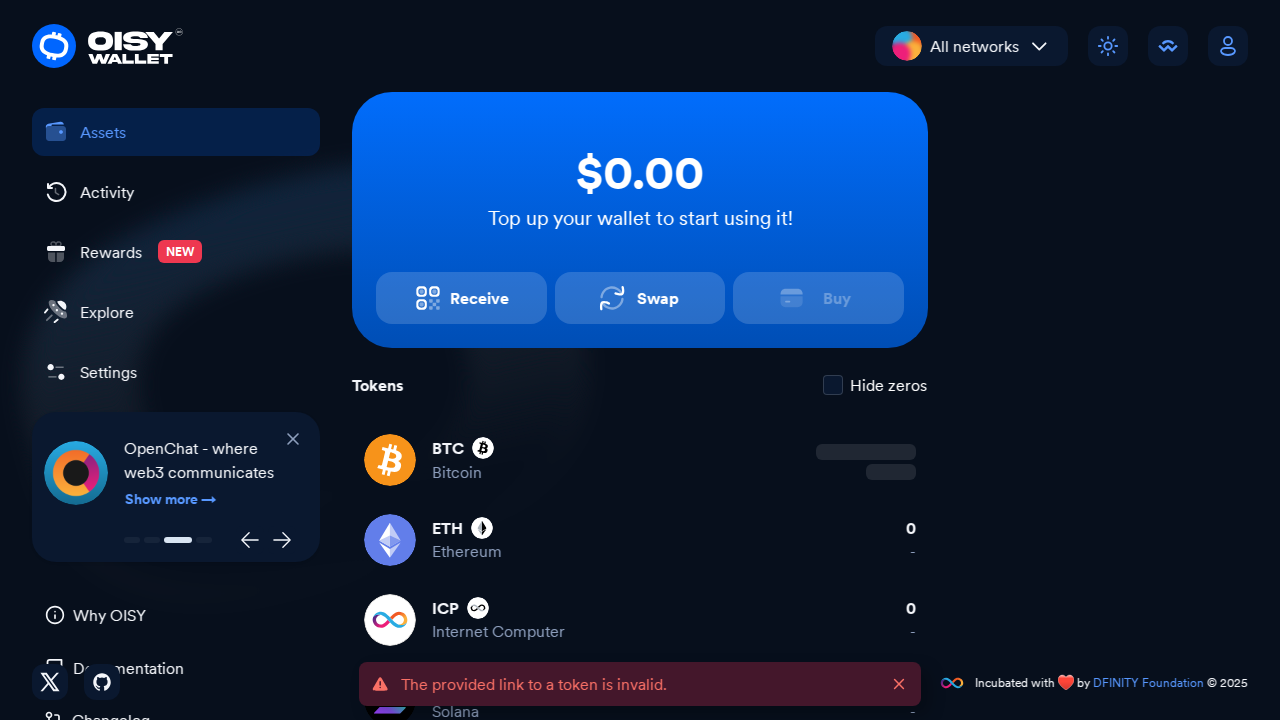 OISY
WALLET
All networks
Assets
Activity
Rewards NEW
Explore
Settings
OpenChat - where
web3 communicates
Show more →
Why OISY
Documentation
Changelog
$0.00
Top up your wallet to start using it!
Receive
Swap
Buy
Tokens
Hide zeros
BTC
Bitcoin
ETH
0
Ethereum
-
ICP
0
Internet Computer
-
The provided link to a token is invalid.
Solana
-
Incubated with ❤️ by DFINITY Foundation © 2025